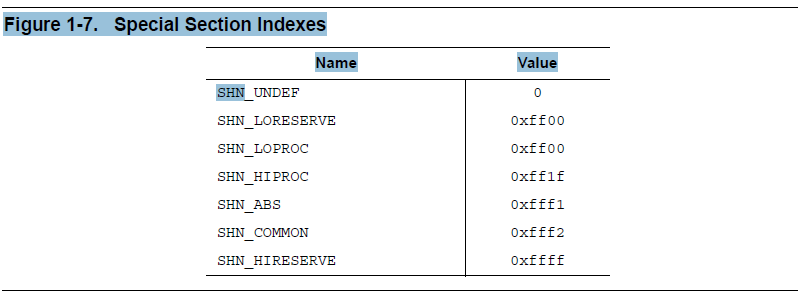 Figure 1-7. Special Section Indexes
Name Value
SHN_UNDEF 0
SHN_LORESERVE 0xff00
SHN_LOPROC 0xff00
SHN_HIPROC 0xff1f
SHN_ABS 0xfff1
SHN_COMMON 0xfff2
SHN_HIRESERVE 0xffff